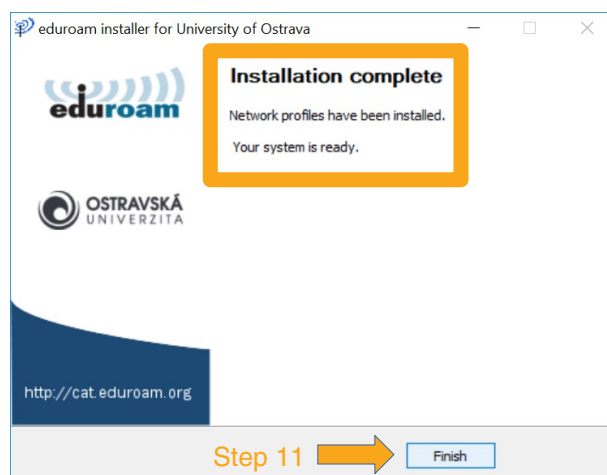 eduroam installer for University of Ostrava
eduroam
Installation complete
Network profiles have been installed.
Your system is ready.
OSTRAVSKÁ
UNIVERZITA
http://cat.eduroam.org
Step 11
Finish